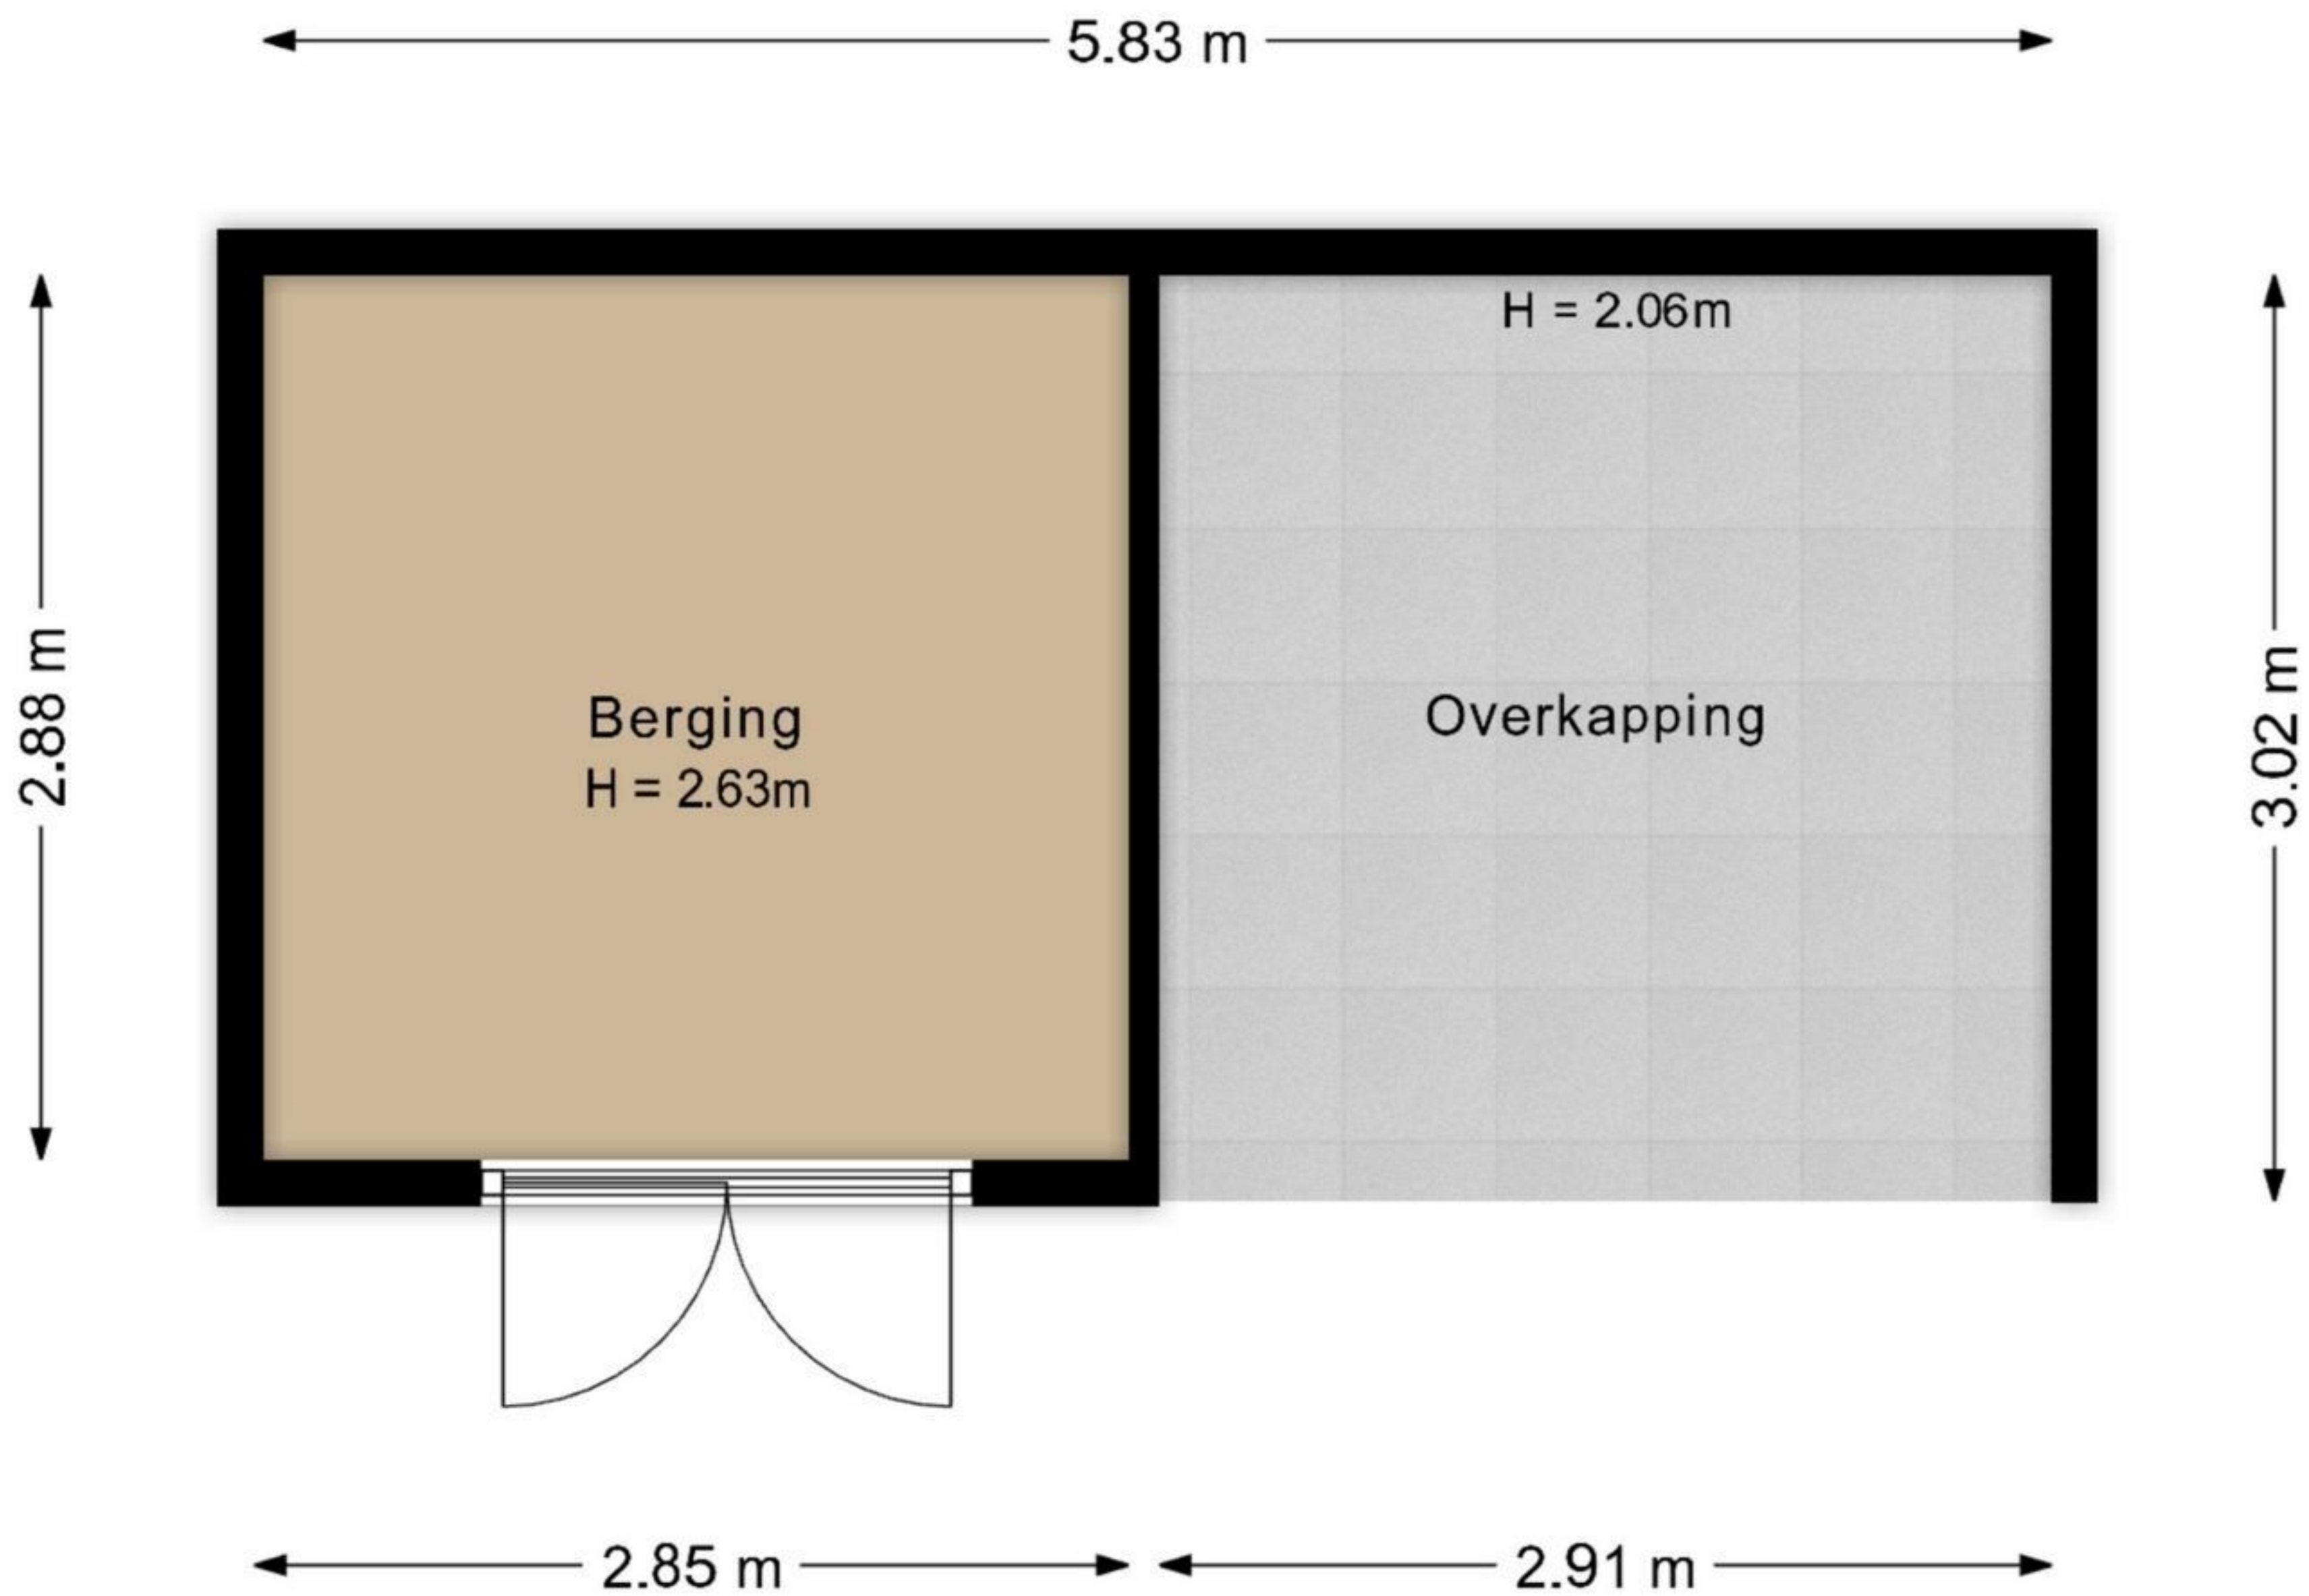 5.83 m
H = 2.06m
2.88 m
Berging
H = 2.63m
Overkapping
3.02 m
2.85 m
2.91 m